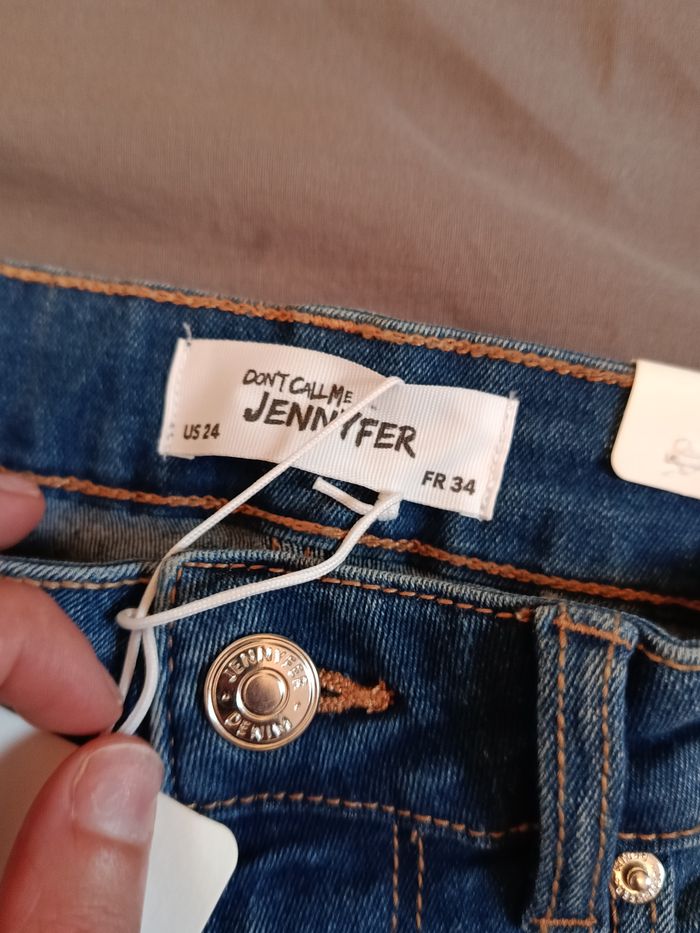 DON'T CALL ME
JENNYFER
US 24
FR 34
JENNYFER
DENIM